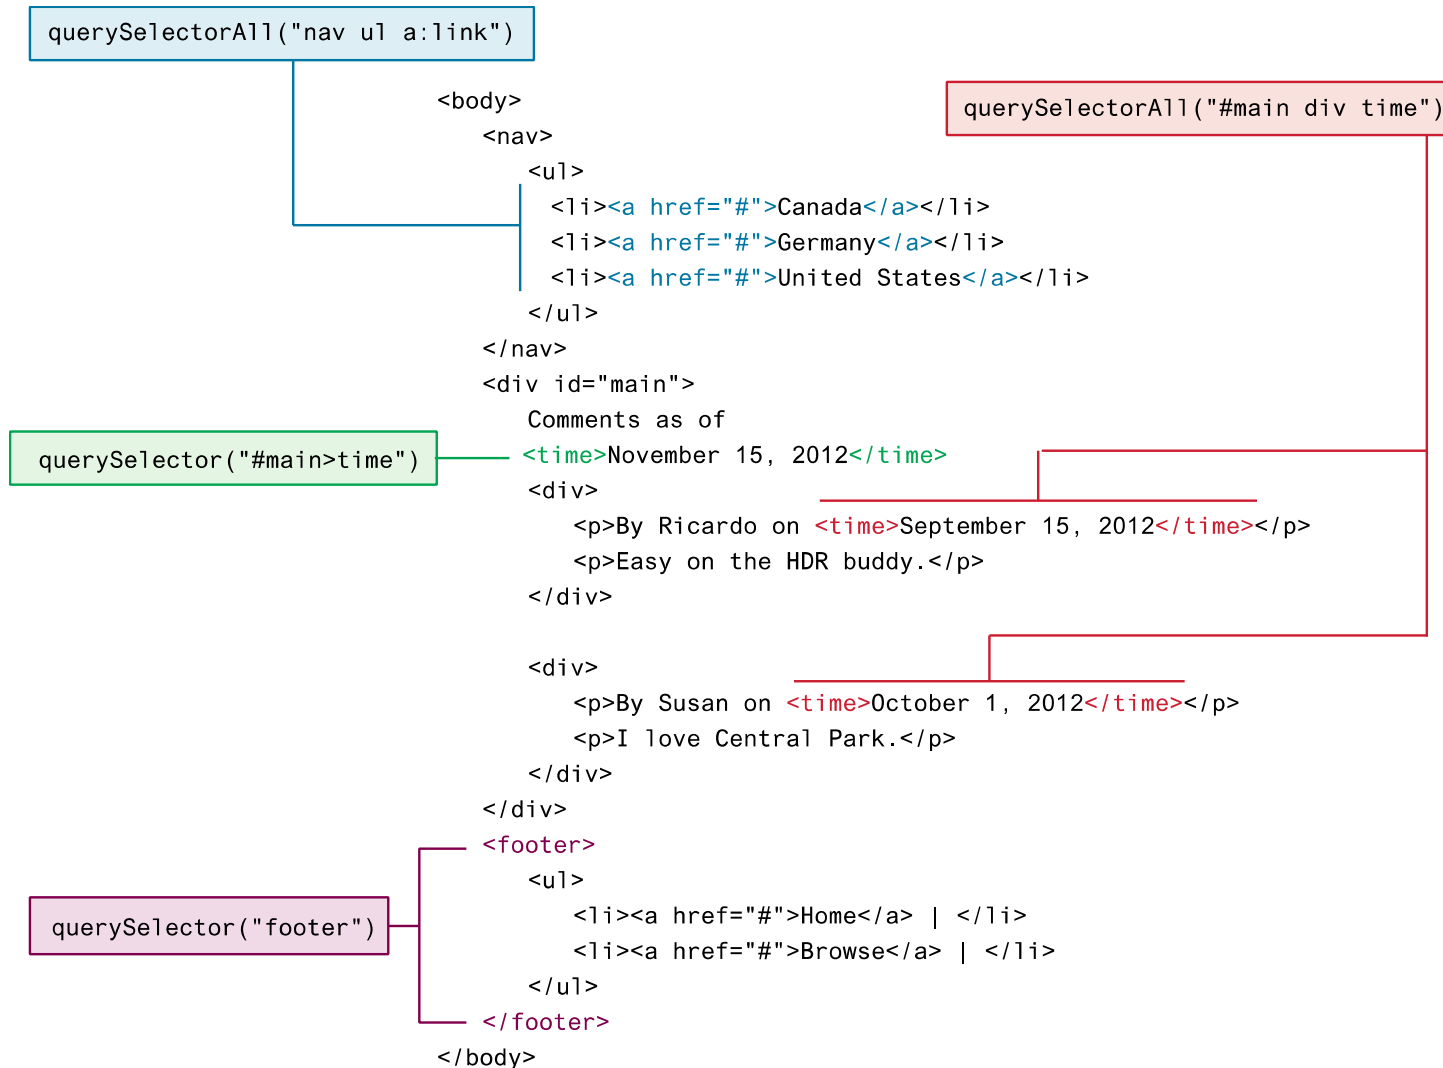 querySelectorAll("nav ul a:link")
querySelectorAll("#main div time")
<body>
<nav>
<ul>
<li><a href="#">Canada</a></li>
<li><a href="#">Germany</a></li>
<li><a href="#">United States</a></li>
</ul>
</nav>
<div id="main">
Comments as of
querySelector("#main>time")
<time>November 15, 2012</time>
<div>
<p>By Ricardo on <time>September 15, 2012</time></p>
<p>Easy on the HDR buddy.</p>
</div>
<div>
<p>By Susan on <time>October 1, 2012</time></p>
<p>I love Central Park.</p>
</div>
</div>
<footer>
<ul>
<li><a href="#">Home</a> | </li>
querySelector("footer")
<li><a href="#">Browse</a> | </li>
</ul>
</footer>
</body>